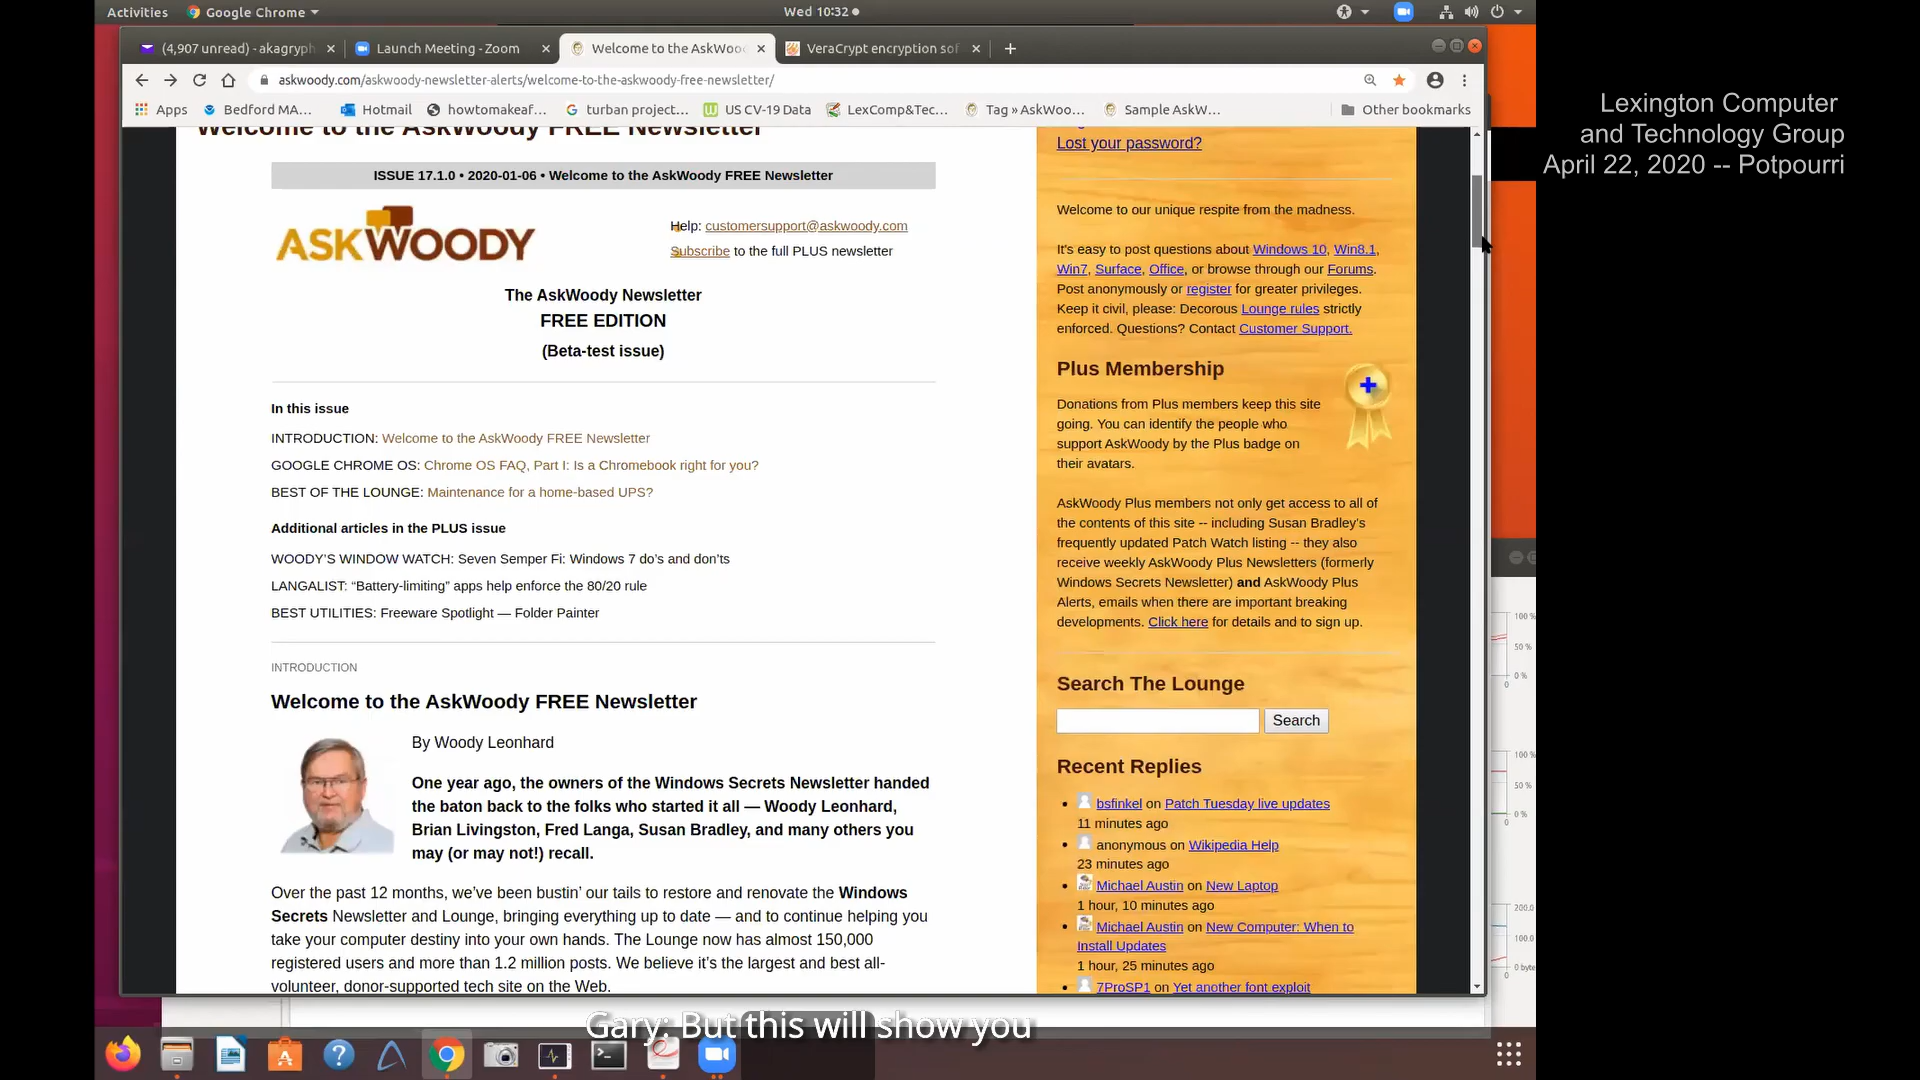 Activities Google Chrome Wed 10:32
(4,907 unread) - akagryph Launch Meeting - Zoom Welcome to the AskWoo VeraCrypt encryption sof
askwoody.com/askwoody-newsletter-alerts/welcome-to-the-askwoody-free-newsletter/
Apps Bedford MA... Hotmail howtomakeaf... turban project... US CV-19 Data LexComp&Tec... Tag » AskWoo... Sample AskW... Other bookmarks
Welcome to the AskWoody FREE Newsletter
ISSUE 17.1.0 • 2020-01-06 • Welcome to the AskWoody FREE Newsletter
ASKWOODY
Help: customersupport@askwoody.com
Subscribe to the full PLUS newsletter
The AskWoody Newsletter
FREE EDITION
(Beta-test issue)
In this issue
INTRODUCTION: Welcome to the AskWoody FREE Newsletter
GOOGLE CHROME OS: Chrome OS FAQ, Part I: Is a Chromebook right for you?
BEST OF THE LOUNGE: Maintenance for a home-based UPS?
Additional articles in the PLUS issue
WOODY’S WINDOW WATCH: Seven Semper Fi: Windows 7 do’s and don’ts
LANGALIST: “Battery-limiting” apps help enforce the 80/20 rule
BEST UTILITIES: Freeware Spotlight — Folder Painter
INTRODUCTION
Welcome to the AskWoody FREE Newsletter
By Woody Leonhard
One year ago, the owners of the Windows Secrets Newsletter handed
the baton back to the folks who started it all — Woody Leonhard,
Brian Livingston, Fred Langa, Susan Bradley, and many others you
may (or may not!) recall.
Over the past 12 months, we’ve been bustin’ our tails to restore and renovate the Windows
Secrets Newsletter and Lounge, bringing everything up to date — and to continue helping you
take your computer destiny into your own hands. The Lounge now has almost 150,000
registered users and more than 1.2 million posts. We believe it’s the largest and best all-
volunteer, donor-supported tech site on the Web.
Lost your password?
Welcome to our unique respite from the madness.
It's easy to post questions about Windows 10, Win8.1,
Win7, Surface, Office, or browse through our Forums.
Post anonymously or register for greater privileges.
Keep it civil, please: Decorous Lounge rules strictly
enforced. Questions? Contact Customer Support.
Plus Membership
Donations from Plus members keep this site
going. You can identify the people who
support AskWoody by the Plus badge on
their avatars.
AskWoody Plus members not only get access to all of
the contents of this site -- including Susan Bradley's
frequently updated Patch Watch listing -- they also
receive weekly AskWoody Plus Newsletters (formerly
Windows Secrets Newsletter) and AskWoody Plus
Alerts, emails when there are important breaking
developments. Click here for details and to sign up.
Search The Lounge
Search
Recent Replies
bsfinkel on Patch Tuesday live updates
11 minutes ago
anonymous on Wikipedia Help
23 minutes ago
Michael Austin on New Laptop
1 hour, 10 minutes ago
Michael Austin on New Computer: When to
Install Updates
1 hour, 25 minutes ago
7ProSP1 on Yet another font exploit
100 %
50 %
0 %
0
100 %
50 %
0 %
0
200.0
100.0
0 byte
0
Lexington Computer
and Technology Group
April 22, 2020 -- Potpourri
Gary: But this will show you